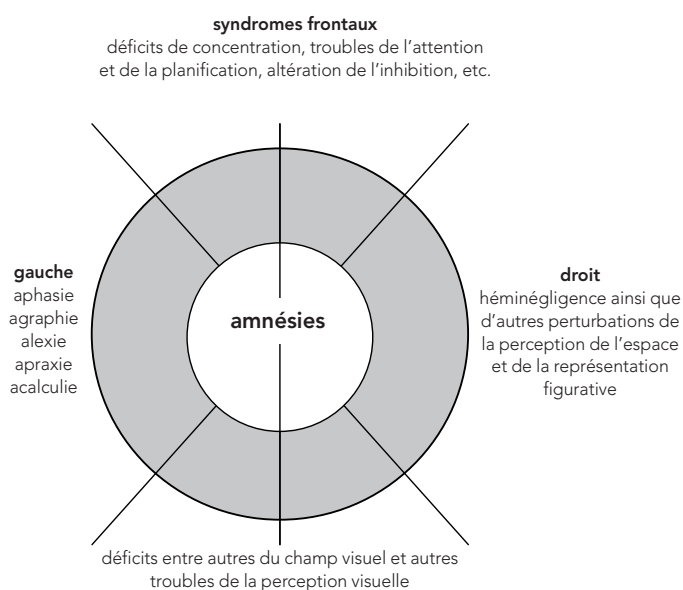 syndromes frontaux
déficits de concentration, troubles de l'attention
et de la planification, altération de l'inhibition, etc.
gauche
aphasie
agraphie
alexie
apraxie
acalculie
amnésies
droit
héminégligence ainsi que
d'autres perturbations de
la perception de l'espace
et de la représentation
figurative
déficits entre autres du champ visuel et autres
troubles de la perception visuelle